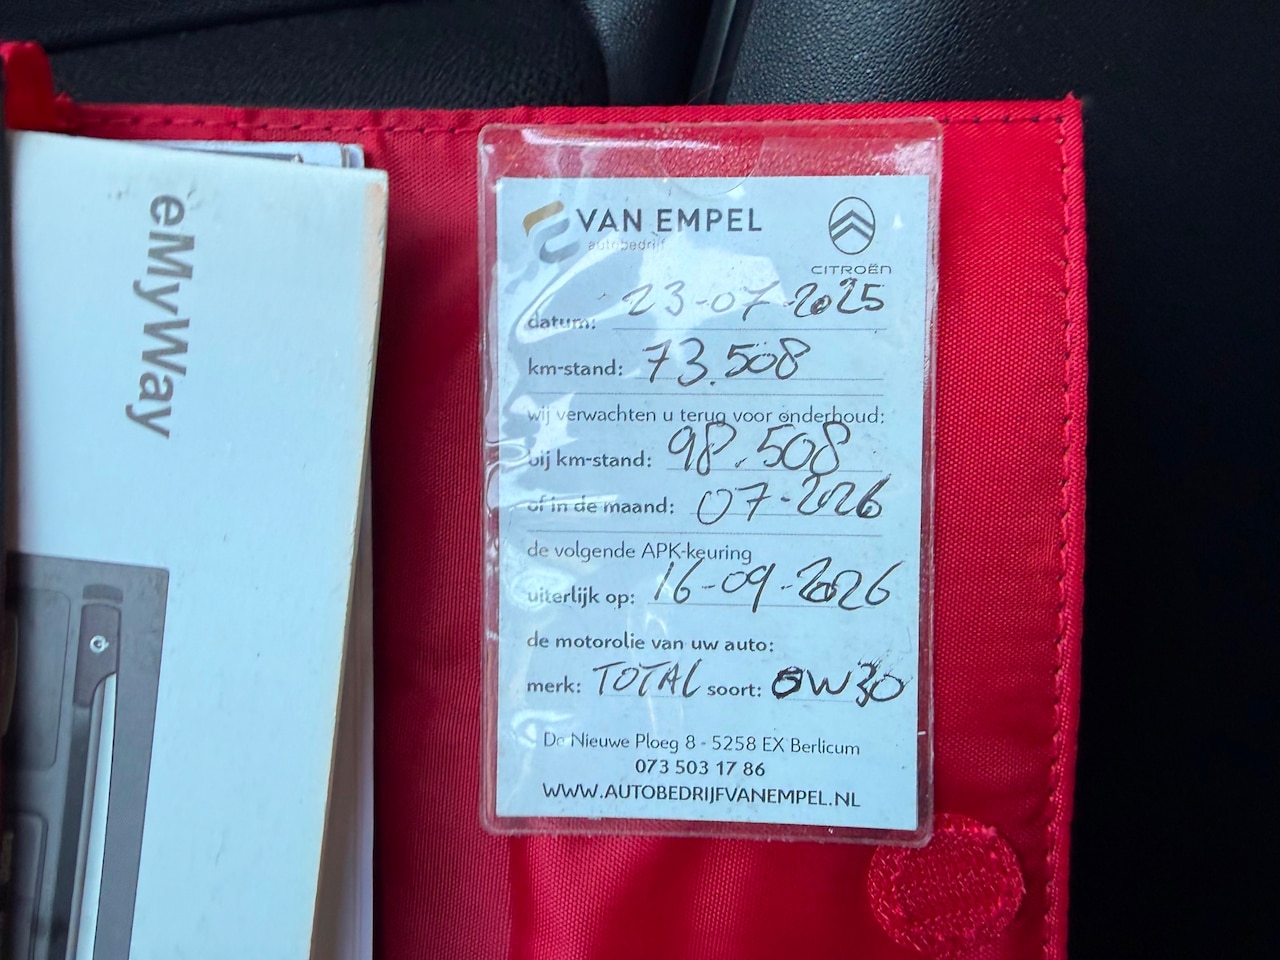 eMyWay
VAN EMPEL
autobedrijf
CITROËN
datum: 23-07-2025
km-stand: 73.508
wij verwachten u terug voor onderhoud:
bij km-stand: 98.508
of in de maand: 07-2026
de volgende APK-keuring
uiterlijk op: 16-09-2026
de motorolie van uw auto:
merk: TOTAL soort: 0W30
De Nieuwe Ploeg 8 - 5258 EX Berlicum
073 503 17 86
WWW.AUTOBEDRIJFVANEMPEL.NL